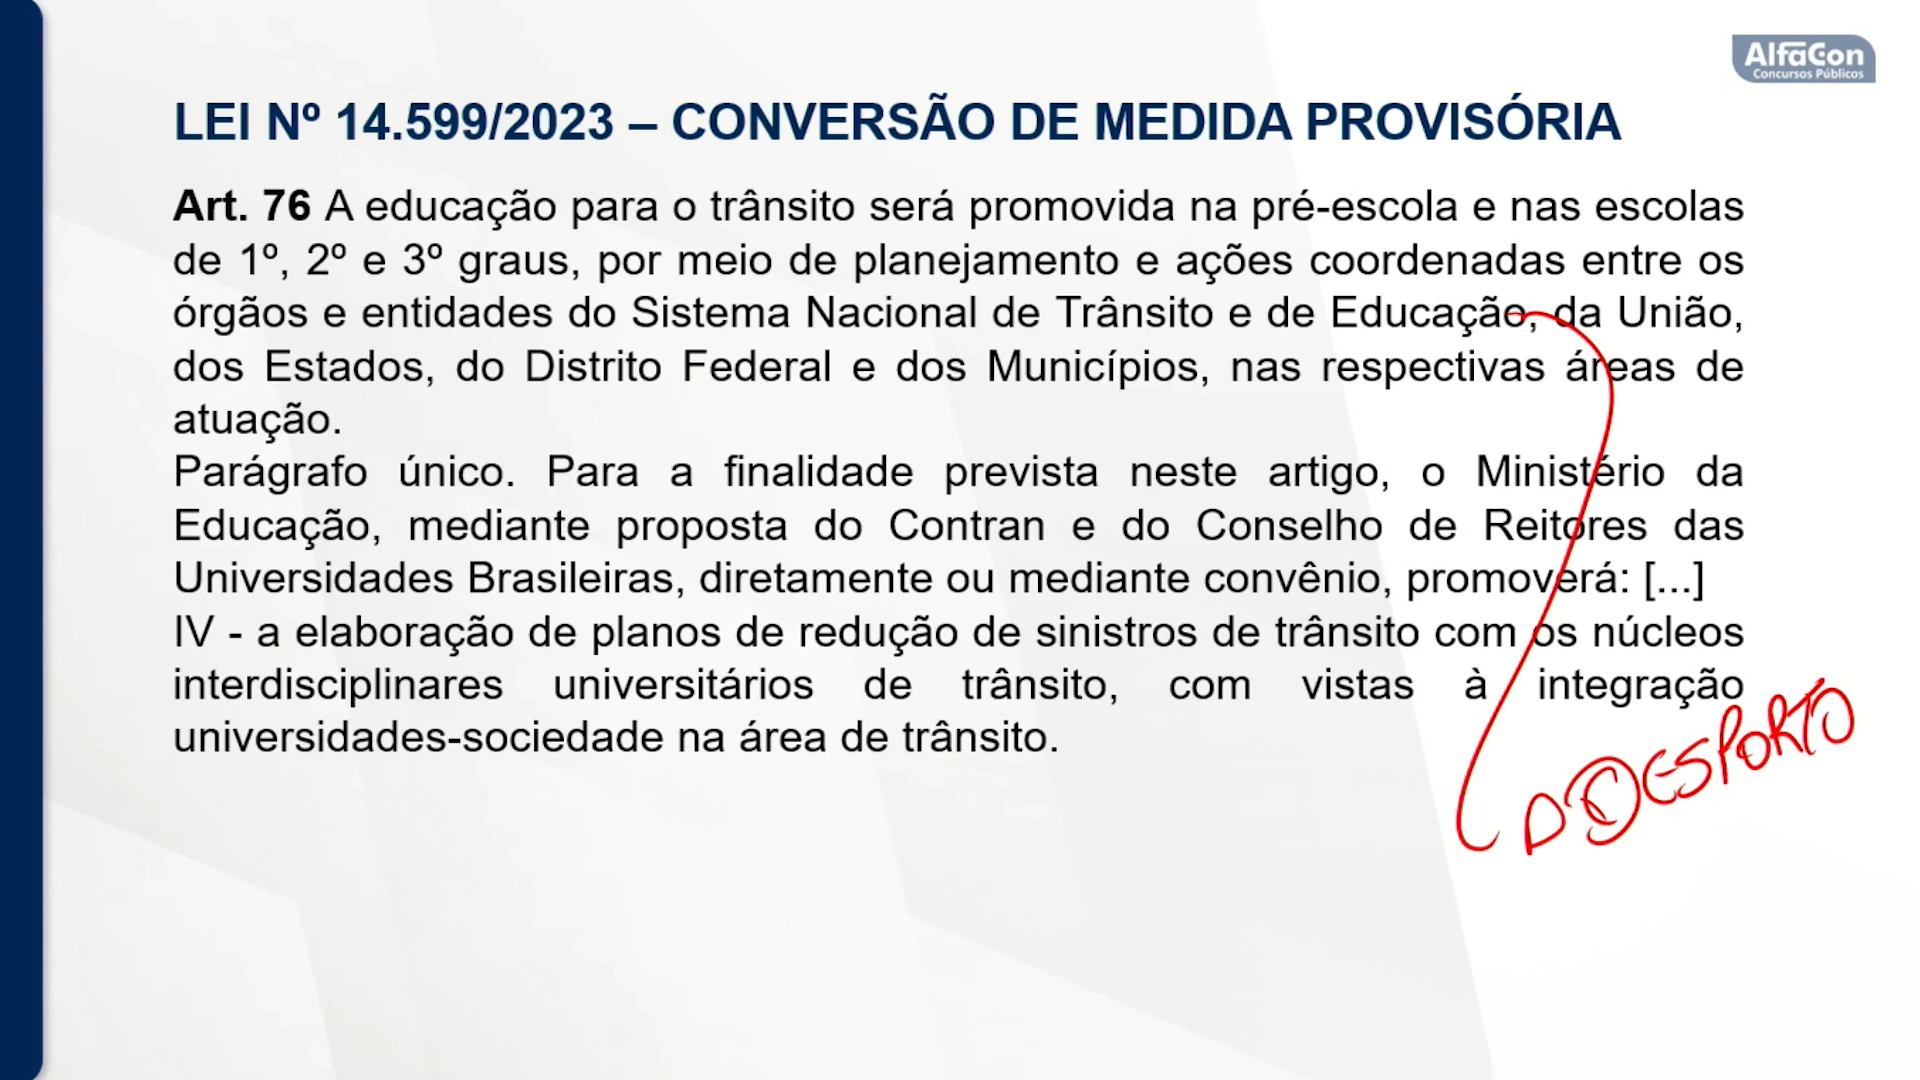 AlfaCon
Concursos Públicos
LEI Nº 14.599/2023 – CONVERSÃO DE MEDIDA PROVISÓRIA
Art. 76 A educação para o trânsito será promovida na pré-escola e nas escolas
de 1º, 2º e 3º graus, por meio de planejamento e ações coordenadas entre os
órgãos e entidades do Sistema Nacional de Trânsito e de Educação, da União,
dos Estados, do Distrito Federal e dos Municípios, nas respectivas áreas de
atuação.
Parágrafo único. Para a finalidade prevista neste artigo, o Ministério da
Educação, mediante proposta do Contran e do Conselho de Reitores das
Universidades Brasileiras, diretamente ou mediante convênio, promoverá: [...]
IV - a elaboração de planos de redução de sinistros de trânsito com os núcleos
interdisciplinares universitários de trânsito, com vistas à integração
universidades-sociedade na área de trânsito.
ESPORTO